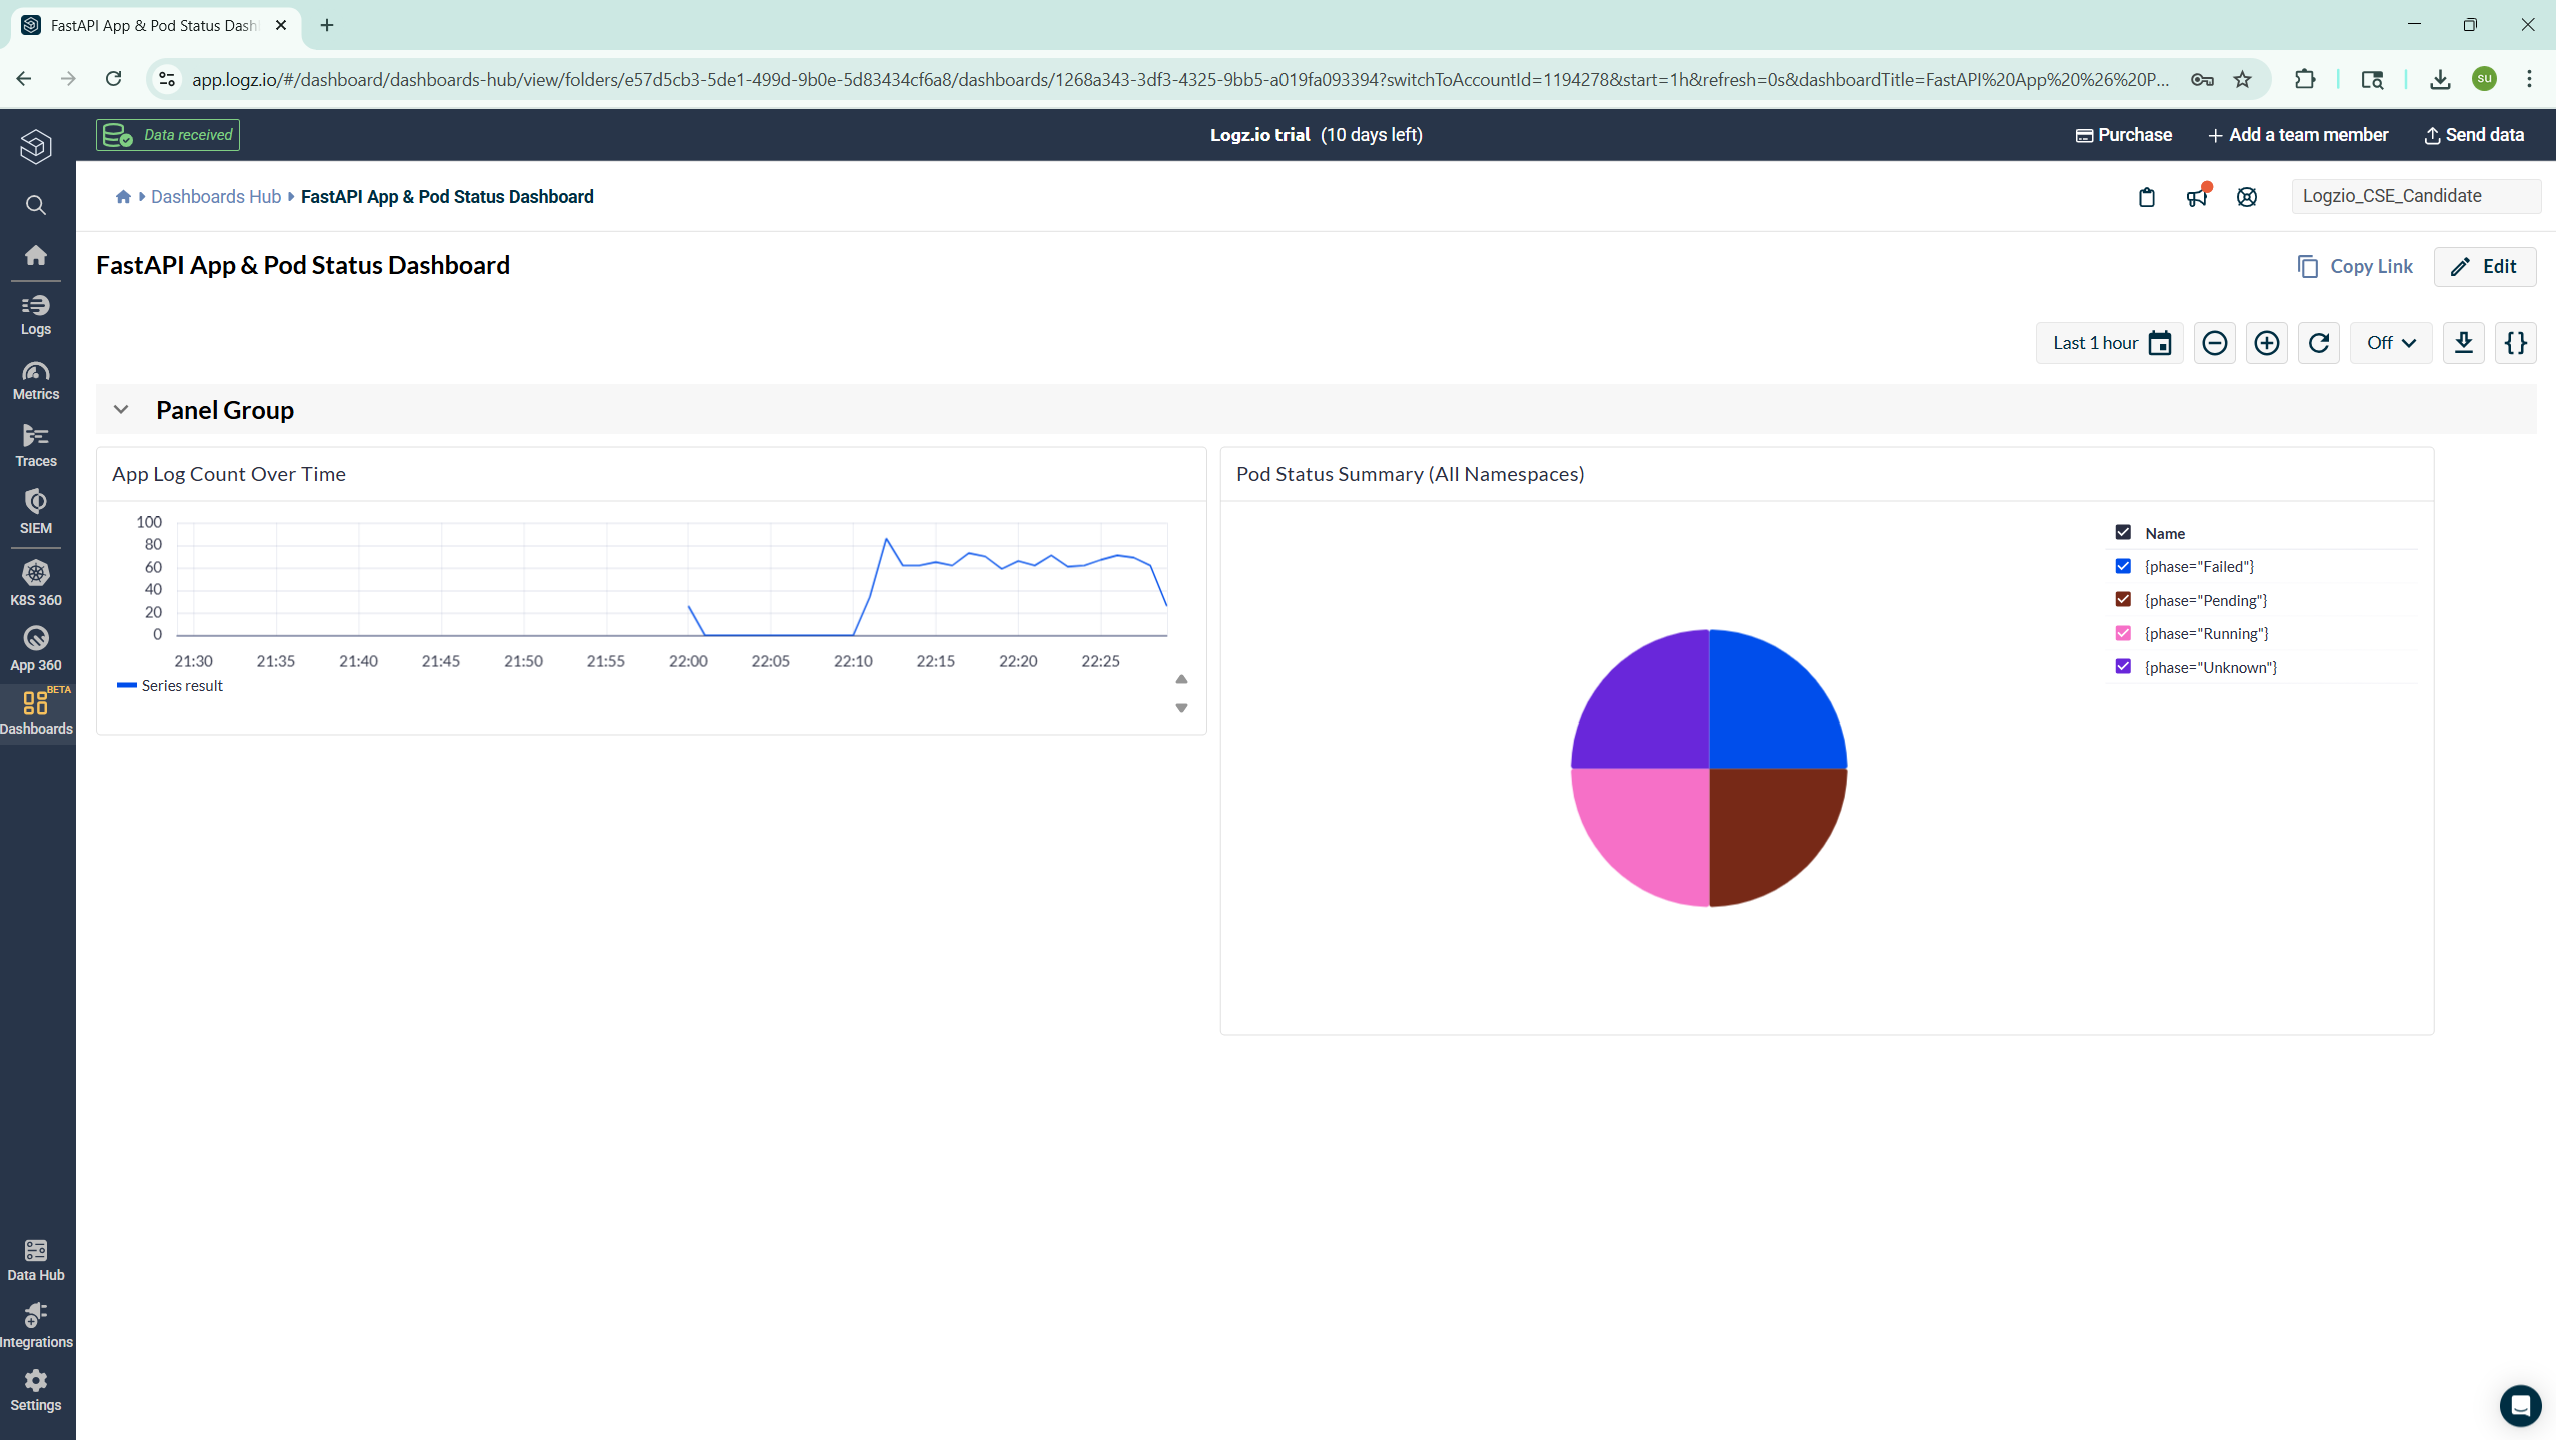 FastAPI App & Pod Status Dash
app.logz.io/#/dashboard/dashboards-hub/view/folders/e57d5cb3-5de1-499d-9b0e-5d83434cf6a8/dashboards/1268a343-3df3-4325-9bb5-a019fa093394?switchToAccountId=1194278&start=1h&refresh=0s&dashboardTitle=FastAPI%20App%20%26%20P...
su
Data received
Logz.io trial (10 days left)
Purchase
Add a team member
Send data
Dashboards Hub
FastAPI App & Pod Status Dashboard
Logzio_CSE_Candidate
FastAPI App & Pod Status Dashboard
Copy Link
Edit
Last 1 hour
Off
Logs
Metrics
Traces
SIEM
K8S 360
App 360
BETA
Dashboards
Data Hub
Integrations
Settings
Panel Group
App Log Count Over Time
100
80
60
40
20
0
21:30 21:35 21:40 21:45 21:50 21:55 22:00 22:05 22:10 22:15 22:20 22:25
Series result
Pod Status Summary (All Namespaces)
Name
{phase="Failed"}
{phase="Pending"}
{phase="Running"}
{phase="Unknown"}